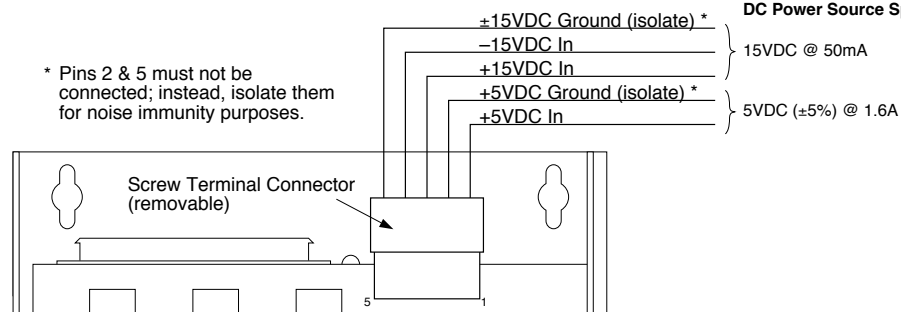 DC Power Source S
±15VDC Ground (isolate) *
–15VDC In
+15VDC In
+5VDC Ground (isolate) *
+5VDC In
15VDC @ 50mA
5VDC (±5%) @ 1.6A
* Pins 2 & 5 must not be
connected; instead, isolate them
for noise immunity purposes.
Screw Terminal Connector
(removable)
5
1